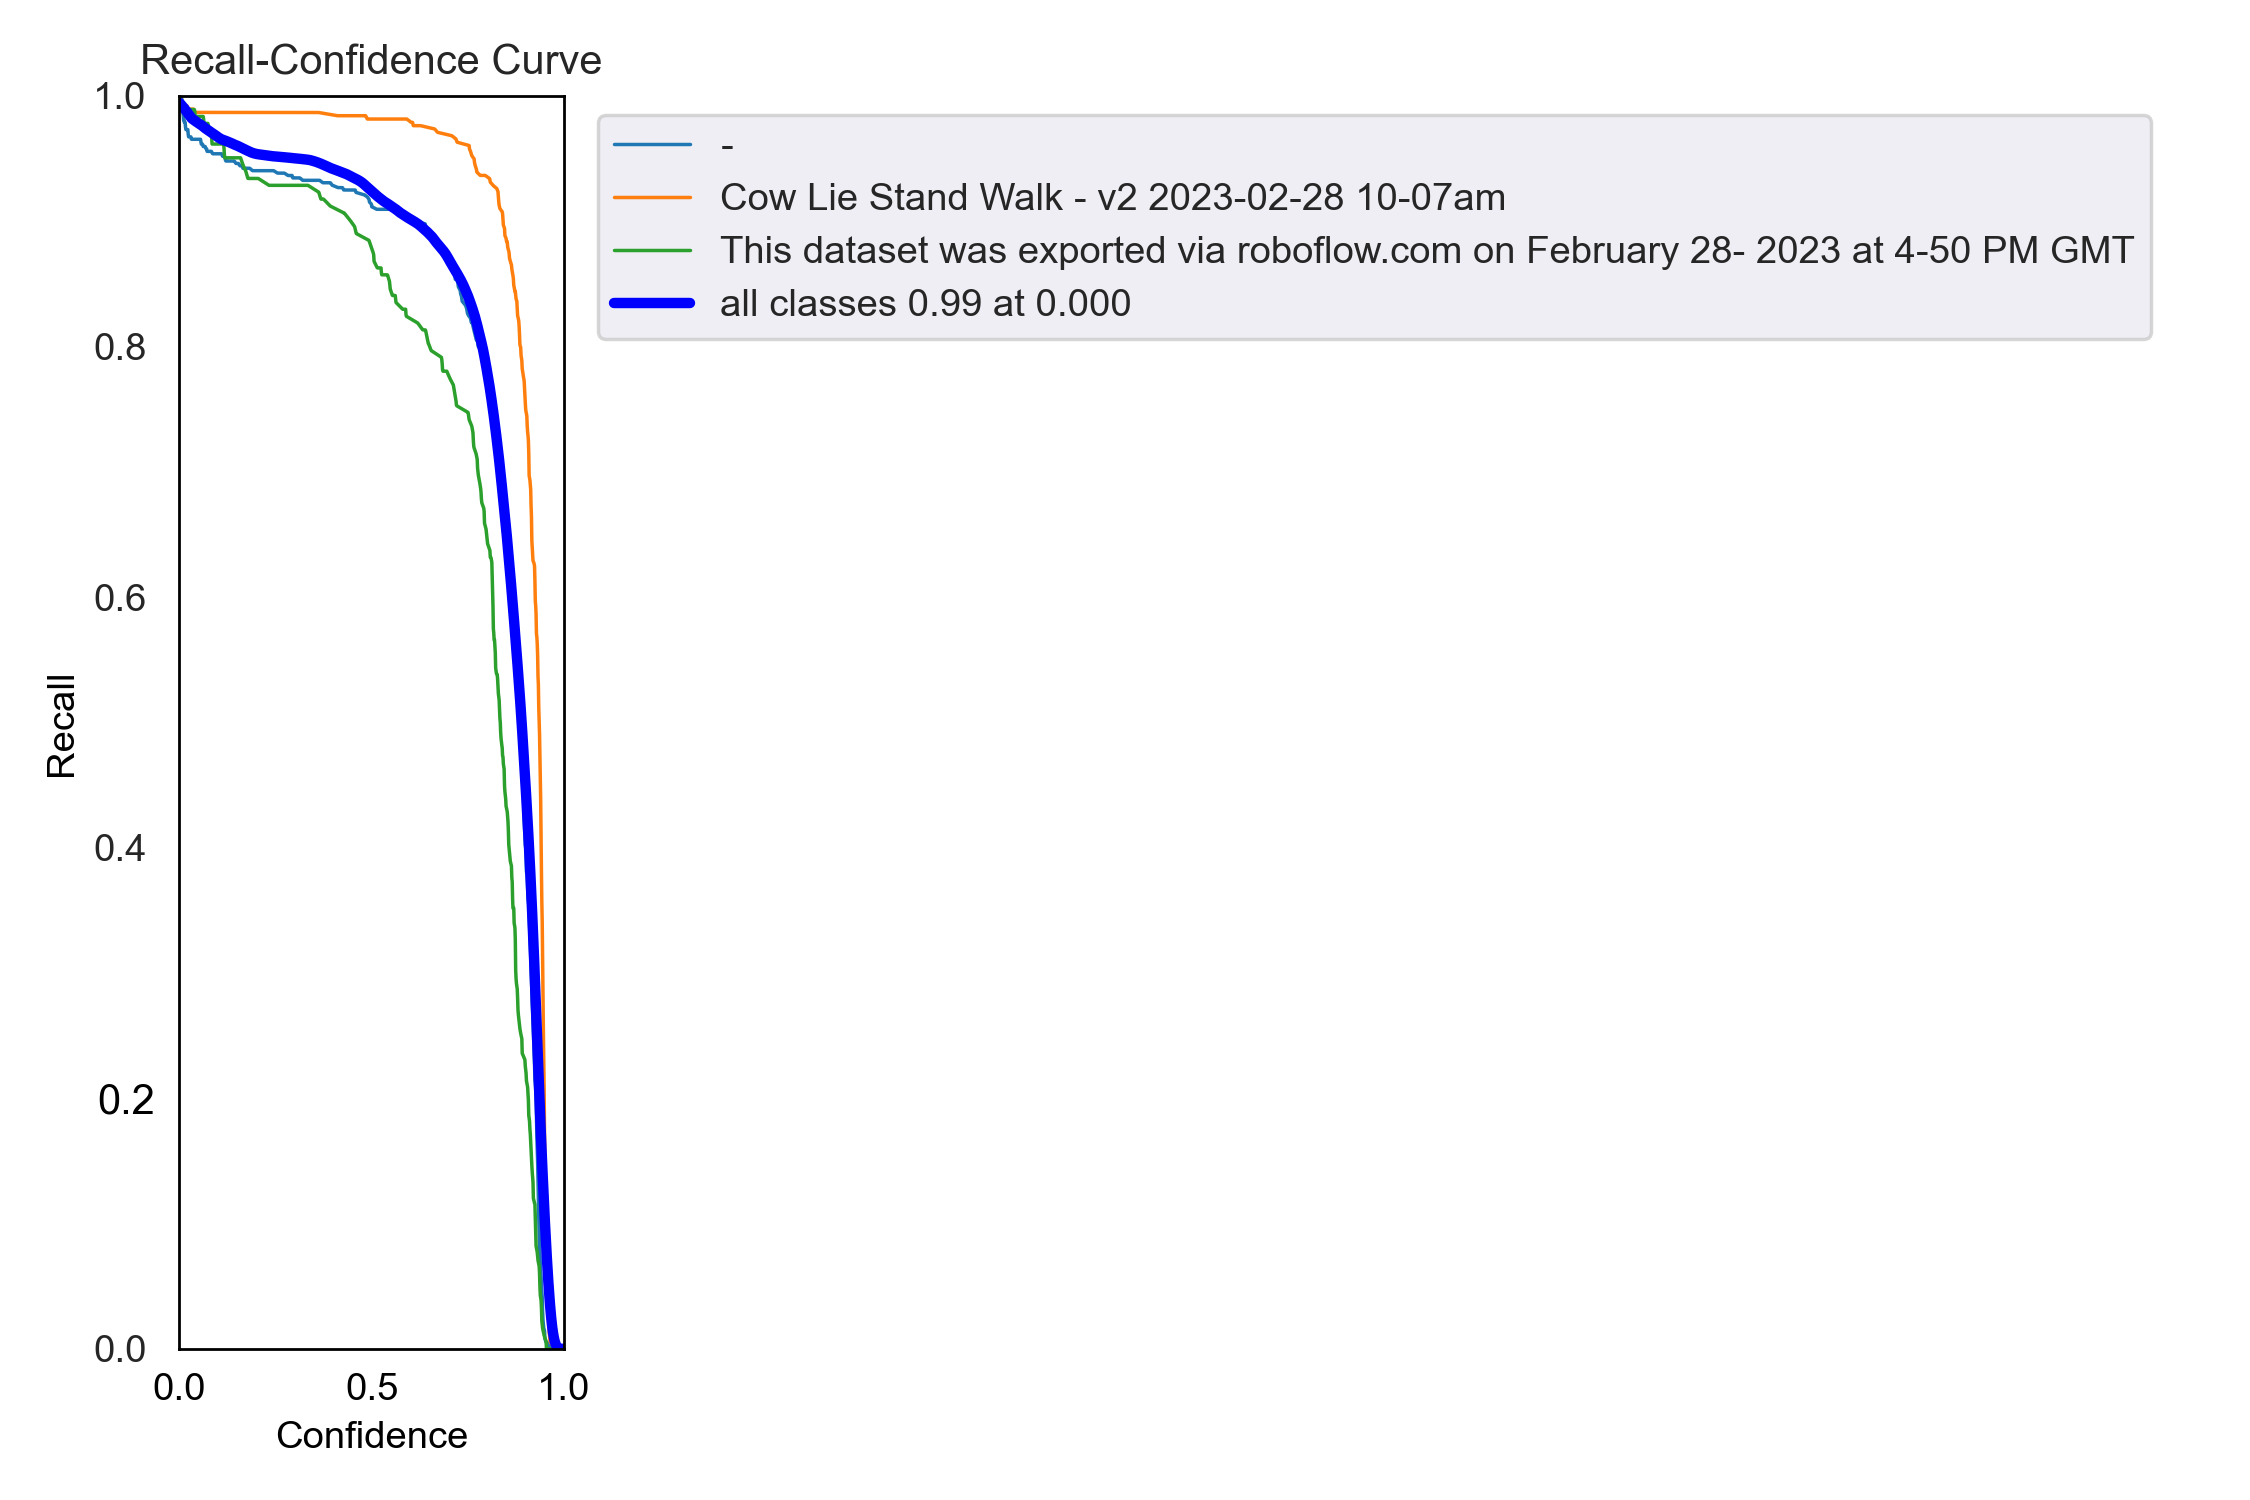 Recall-Confidence Curve
1.0
0.8
0.6
0.4
0.2
0.0
Recall
0.0 0.5 1.0
Confidence
-
Cow Lie Stand Walk - v2 2023-02-28 10-07am
This dataset was exported via roboflow.com on February 28- 2023 at 4-50 PM GMT
all classes 0.99 at 0.000